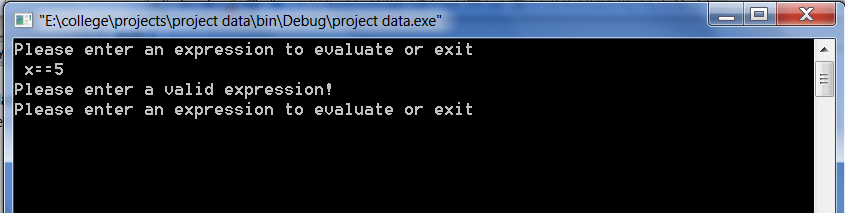 "E:\college\projects\project data\bin\Debug\project data.exe"
Please enter an expression to evaluate or exit
x==5
Please enter a valid expression!
Please enter a expression to evaluate or exit